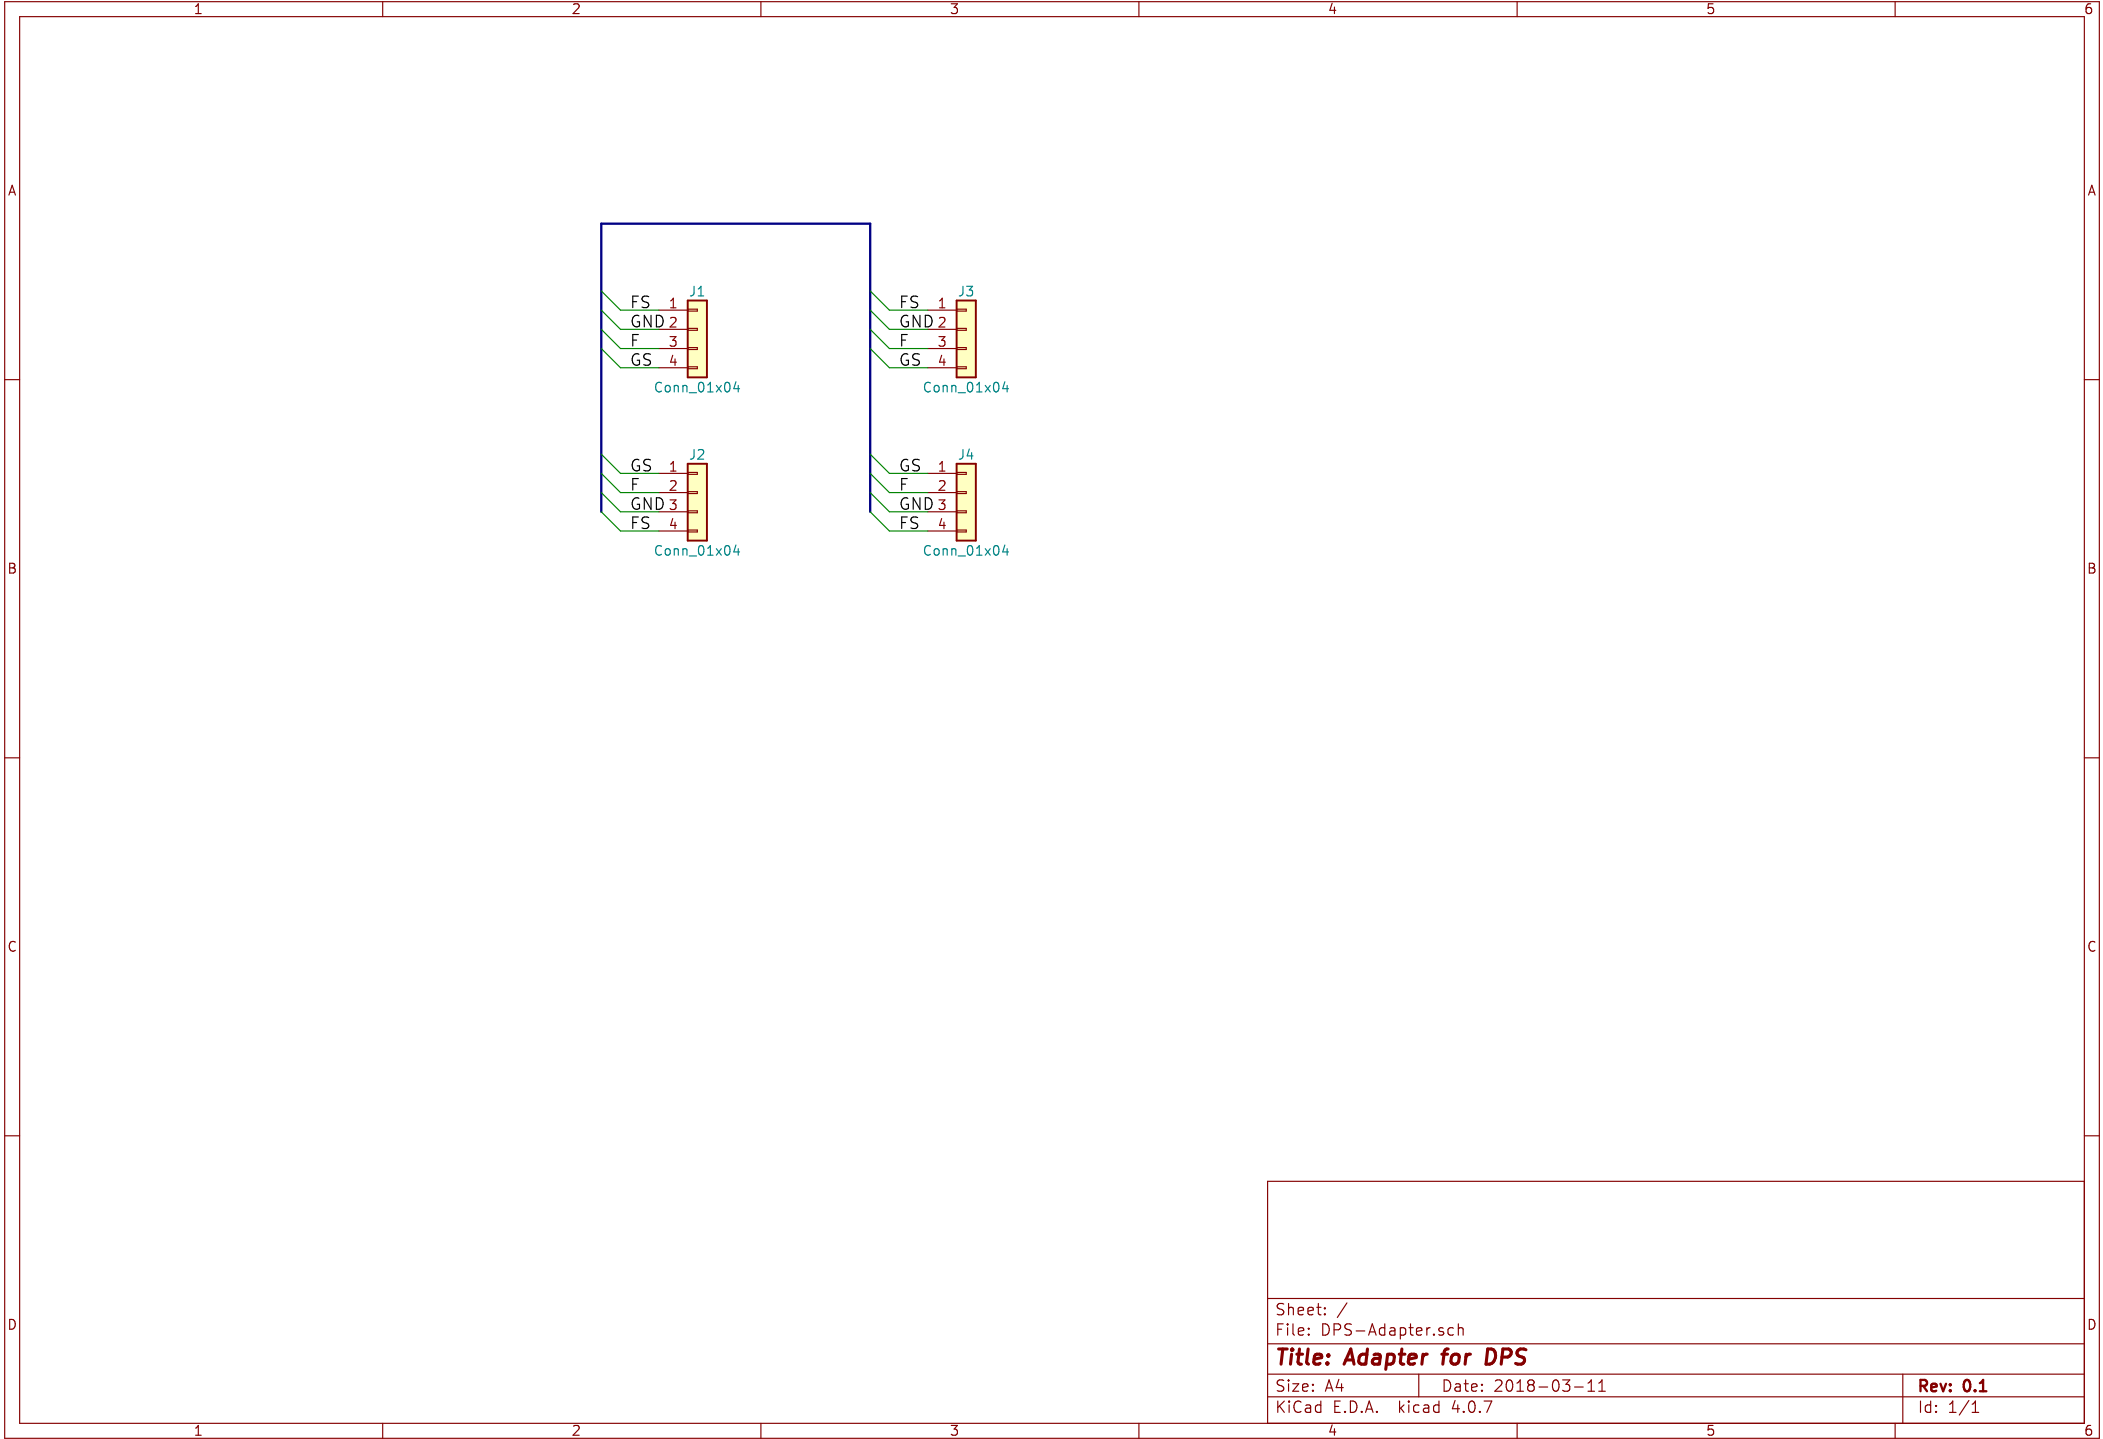 1 2 3 4 5 6
A A
J1 J3
FS 1 FS 1
GND 2 GND 2
F 3 F 3
GS 4 GS 4
Conn_01x04 Conn_01x04
J2 J4
GS 1 GS 1
F 2 F 2
GND 3 GND 3
FS 4 FS 4
Conn_01x04 Conn_01x04
B B
C C
Sheet: /
D D
File: DPS-Adapter.sch
Title: Adapter for DPS
Size: A4 Date: 2018-03-11 Rev: 0.1
KiCad E.D.A. kicad 4.0.7 Id: 1/1
1 2 3 4 5 6